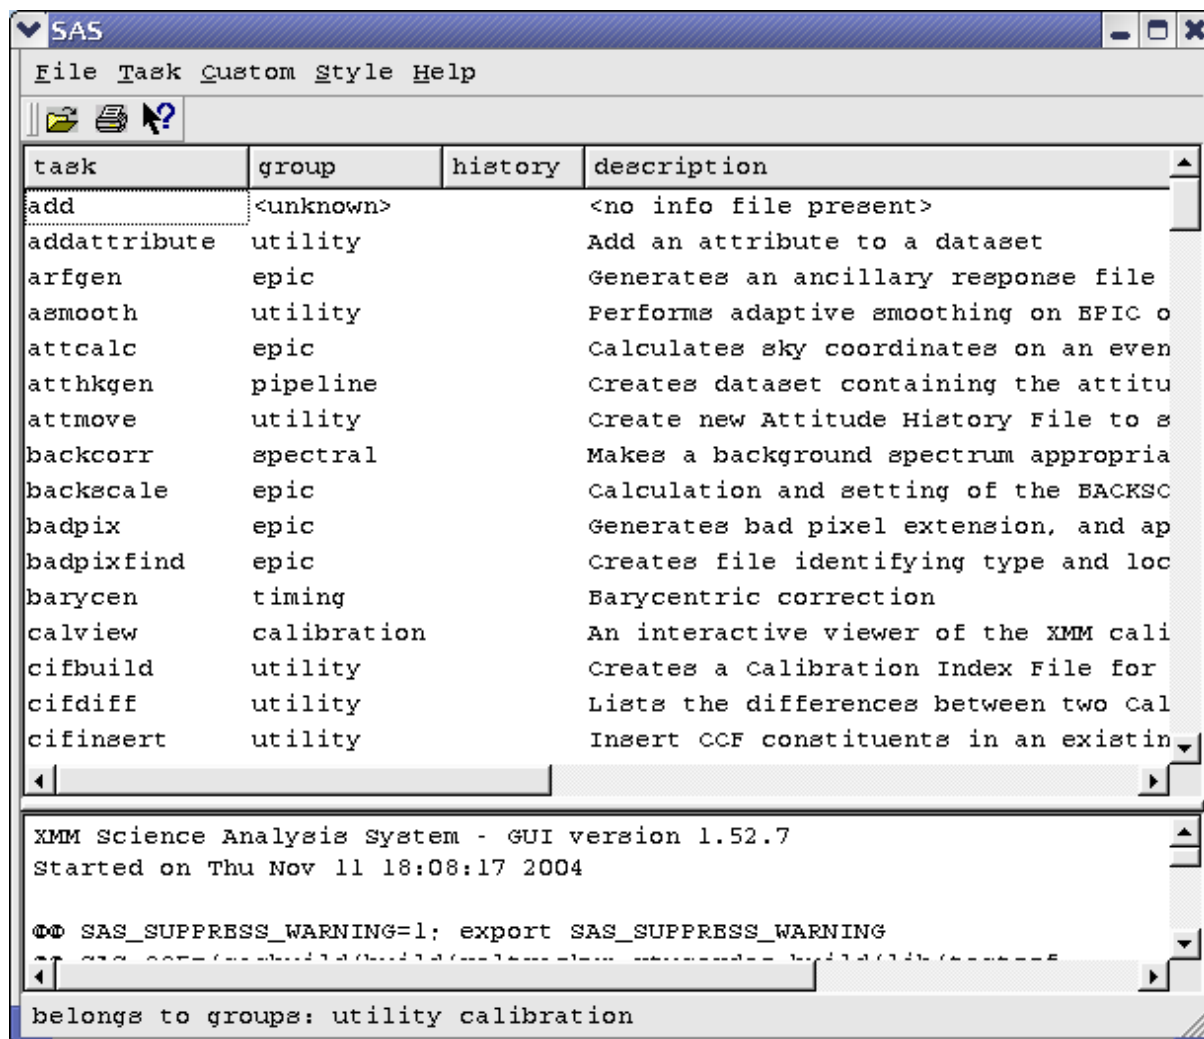 SAS
File Task Custom Style Help
task group history description
add <unknown> <no info file present>
addattribute utility Add an attribute to a dataset
arfgen epic Generates an ancillary response file
asmooth utility Performs adaptive smoothing on EPIC o
attcalc epic Calculates sky coordinates on an even
atthkgen pipeline Creates dataset containing the attitu
attmove utility Create new Attitude History File to s
backcorr spectral Makes a background spectrum appropria
backscale epic Calculation and setting of the BACKSC
badpix epic Generates bad pixel extension, and ap
badpixfind epic Creates file identifying type and loc
barycen timing Barycentric correction
calview calibration An interactive viewer of the XMM cali
cifbuild utility Creates a Calibration Index File for
cifdiff utility Lists the differences between two Cal
cifinsert utility Insert CCF constituents in an existin
XMM Science Analysis System - GUI version 1.52.7
Started on Thu Nov 11 18:08:17 2004
@@ SAS_SUPPRESS_WARNING=1; export SAS_SUPPRESS_WARNING
belongs to groups: utility calibration